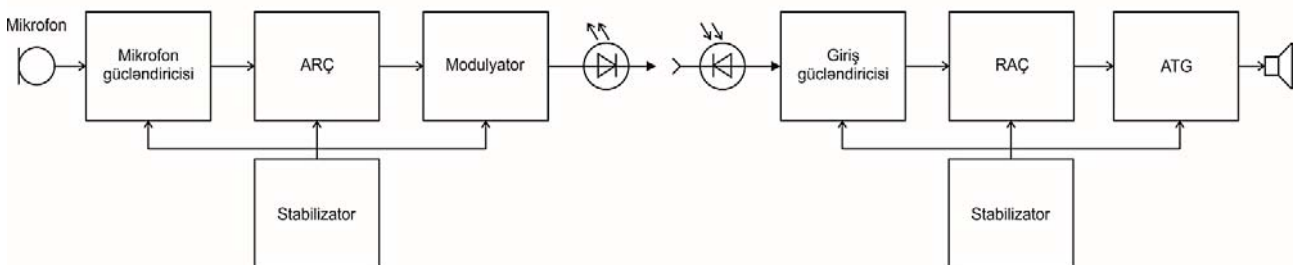 Mikrofon
Mikrofon
gücləndiricisi
ARÇ
Modulyator
Giriş
gücləndiricisi
RAÇ
ATG
Stabilizator
Stabilizator